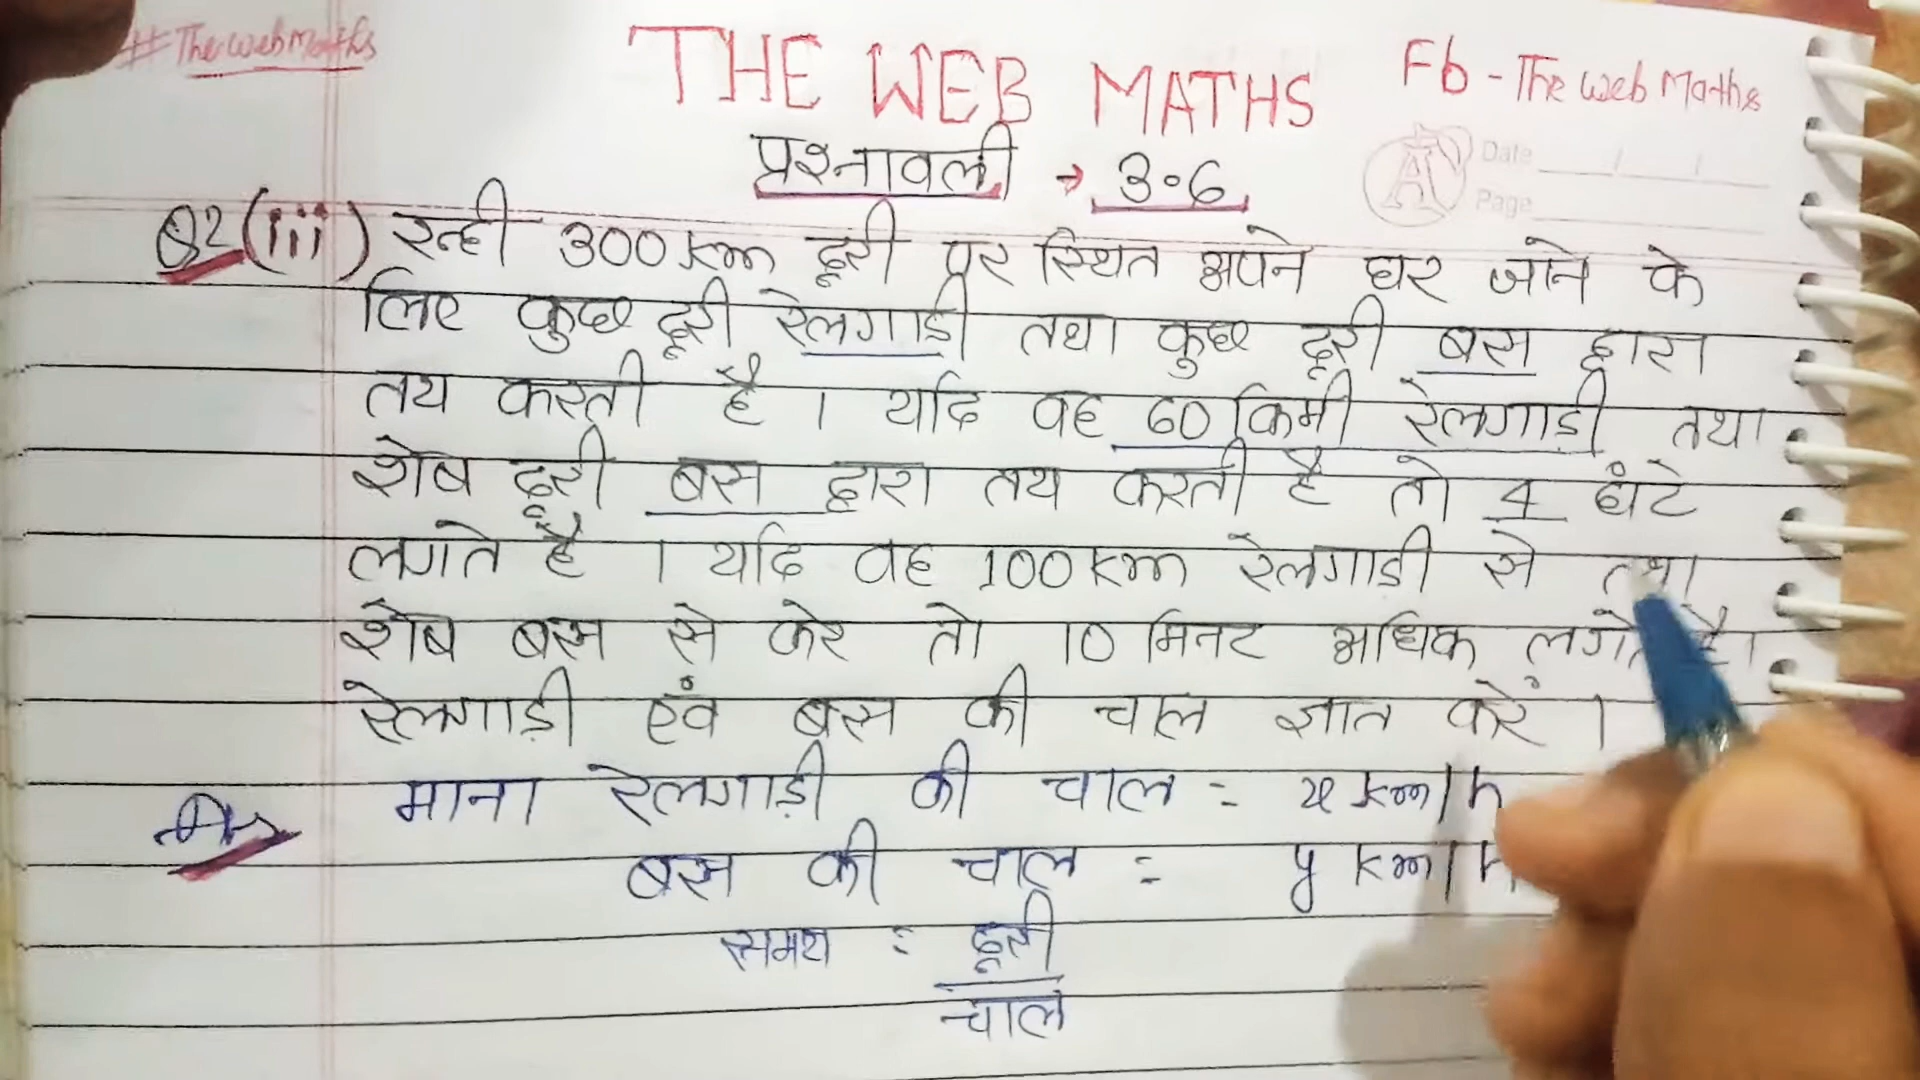 #TheWebMaths
THE WEB MATHS
Fb - The Web Maths
प्रश्नावली → 3.6
Date
Page
Q2 (iii) रूही 300 km दूरी पर स्थित अपने घर जाने के
लिए कुछ दूरी रेलगाड़ी तथा कुछ दूरी बस द्वारा
तय करती है । यदि वह 60 किमी रेलगाड़ी तथा
शेष दूरी बस द्वारा तय करती है तो 4 घंटे
लगते है । यदि वह 100 km रेलगाड़ी से तथा
शेष बस से करे तो 10 मिनट अधिक लगते है ।
रेलगाड़ी एवं बस की चाल ज्ञात करें ।
Ans माना रेलगाड़ी की चाल = x km/h
बस की चाल = y km/h
समय = दूरी
चाल